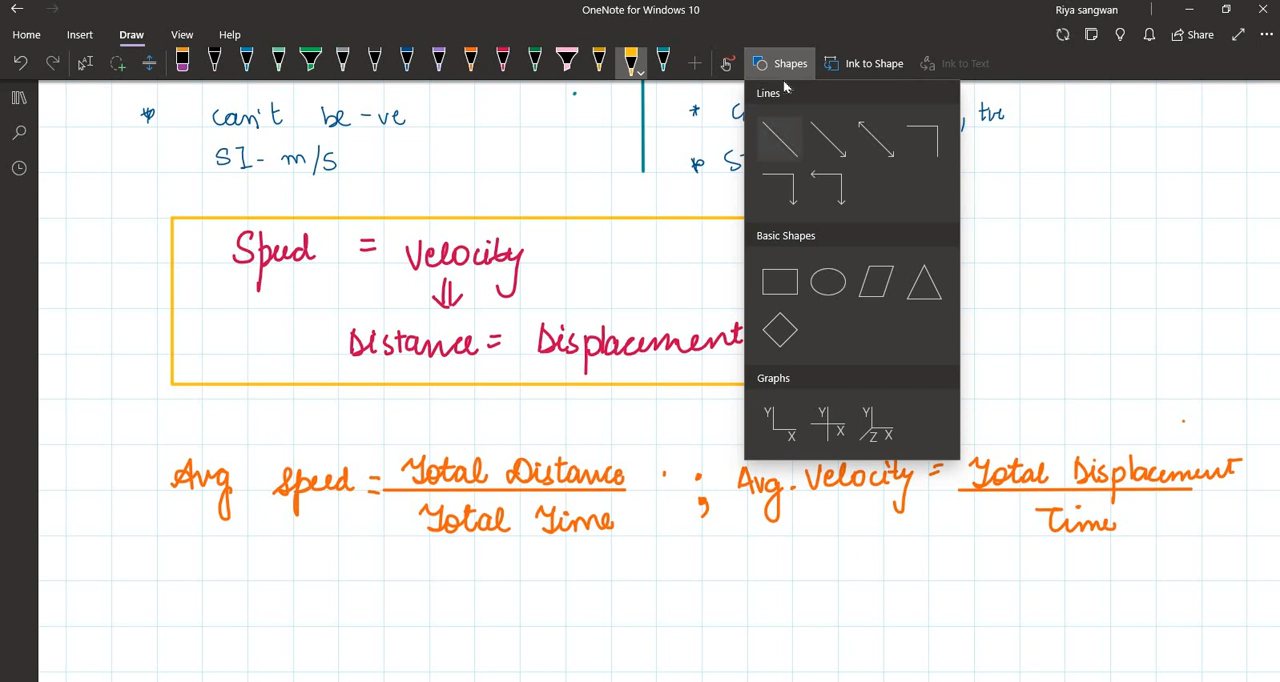 OneNote for Windows 10
Riya sangwan
Home Insert Draw View Help
Share
Shapes Ink to Shape Ink to Text
Lines
* can't be -ve
SI- m/s
*
, +ve
* S
Basic Shapes
Speed = Velocity
⇓
Distance = Displacement
Graphs
Y X Y X Y Z X
Avg Speed = Total Distance ; Avg. Velocity = Total Displacement
Total Time Time